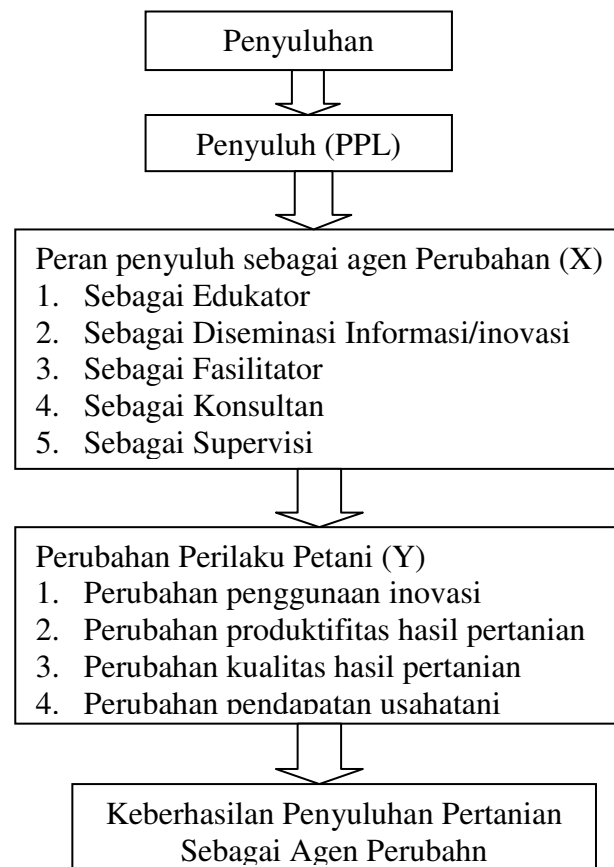 Penyuluhan
Penyuluh (PPL)
Peran penyuluh sebagai agen Perubahan (X)
1. Sebagai Edukator
2. Sebagai Diseminasi Informasi/inovasi
3. Sebagai Fasilitator
4. Sebagai Konsultan
5. Sebagai Supervisi
Perubahan Perilaku Petani (Y)
1. Perubahan penggunaan inovasi
2. Perubahan produktifitas hasil pertanian
3. Perubahan kualitas hasil pertanian
4. Perubahan pendapatan usahatani
Keberhasilan Penyuluhan Pertanian
Sebagai Agen Perubahn